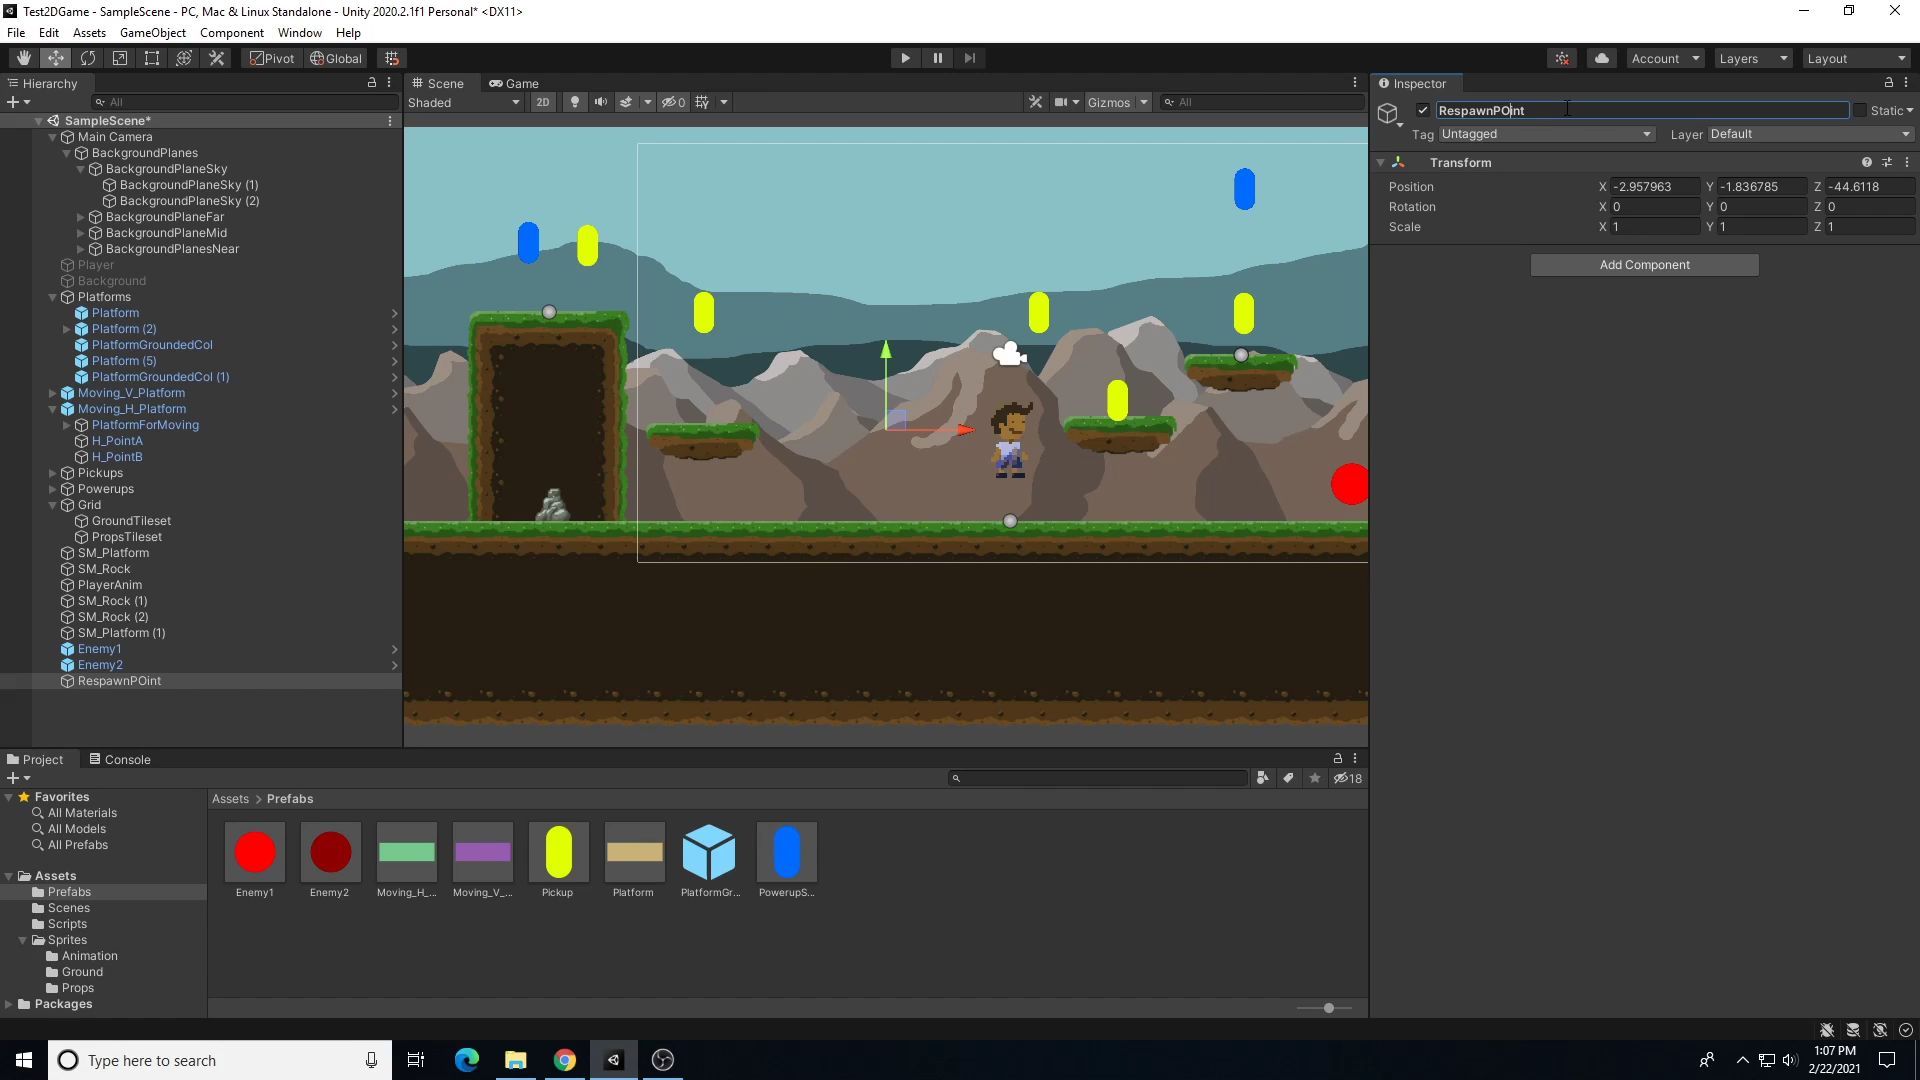 Test2DGame - SampleScene - PC, Mac & Linux Standalone - Unity 2020.2.1f1 Personal* <DX11>
File Edit Assets GameObject Component Window Help
Pivot Global Account Layers Layout
Hierarchy
All
SampleScene*
Main Camera
BackgroundPlanes
BackgroundPlaneSky
BackgroundPlaneSky (1)
BackgroundPlaneSky (2)
BackgroundPlaneFar
BackgroundPlaneMid
BackgroundPlanesNear
Player
Background
Platforms
Platform
Platform (2)
PlatformGroundedCol
Platform (5)
PlatformGroundedCol (1)
Moving_V_Platform
Moving_H_Platform
PlatformForMoving
H_PointA
H_PointB
Pickups
Powerups
Grid
GroundTileset
PropsTileset
SM_Platform
SM_Rock
PlayerAnim
SM_Rock (1)
SM_Rock (2)
SM_Platform (1)
Enemy1
Enemy2
RespawnPOint
Scene Game
Shaded 2D 0 Gizmos All
Inspector
RespawnPOint Static
Tag Untagged Layer Default
Transform
Position X -2.957963 Y -1.836785 Z -44.6118
Rotation X 0 Y 0 Z 0
Scale X 1 Y 1 Z 1
Add Component
Project Console
18
Favorites
All Materials
All Models
All Prefabs
Assets
Prefabs
Scenes
Scripts
Sprites
Animation
Ground
Props
Packages
Assets > Prefabs
Enemy1 Enemy2 Moving_H_... Moving_V_... Pickup Platform PlatformGr... PowerupS...
Type here to search
1:07 PM
2/22/2021